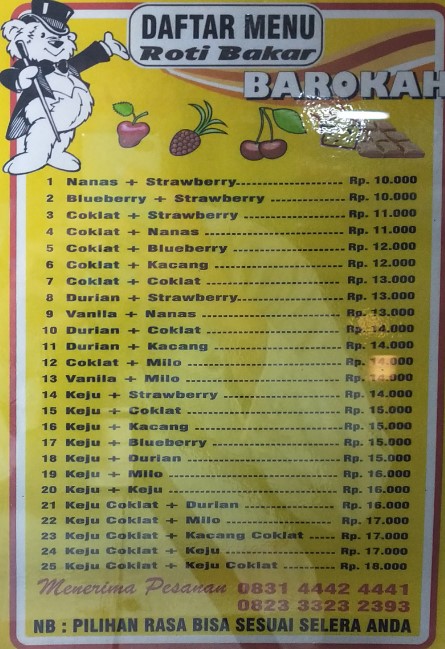 DAFTAR MENU
Roti Bakar
BAROKAH
1 Nanas + Strawberry Rp. 10.000
2 Blueberry + Strawberry Rp. 10.000
3 Coklat + Strawberry Rp. 11.000
4 Coklat + Nanas Rp. 11.000
5 Coklat + Blueberry Rp. 12.000
6 Coklat + Kacang Rp. 12.000
7 Coklat + Coklat Rp. 13.000
8 Durian + Strawberry Rp. 13.000
9 Vanila + Nanas Rp. 13.000
10 Durian + Coklat Rp. 14.000
11 Durian + Kacang Rp. 14.000
12 Coklat + Milo Rp. 14.000
13 Vanila + Milo Rp. 14.000
14 Keju + Strawberry Rp. 14.000
15 Keju + Coklat Rp. 15.000
16 Keju + Kacang Rp. 15.000
17 Keju + Blueberry Rp. 15.000
18 Keju + Durian Rp. 15.000
19 Keju + Milo Rp. 16.000
20 Keju + Keju Rp. 16.000
21 Keju Coklat + Durian Rp. 16.000
22 Keju Coklat + Milo Rp. 17.000
23 Keju Coklat + Kacang Coklat Rp. 17.000
24 Keju Coklat + Keju Rp. 17.000
25 Keju Coklat + Keju Coklat Rp. 18.000
Menerima Pesanan 0831 4442 4441
0823 3323 2393
NB : PILIHAN RASA BISA SESUAI SELERA ANDA